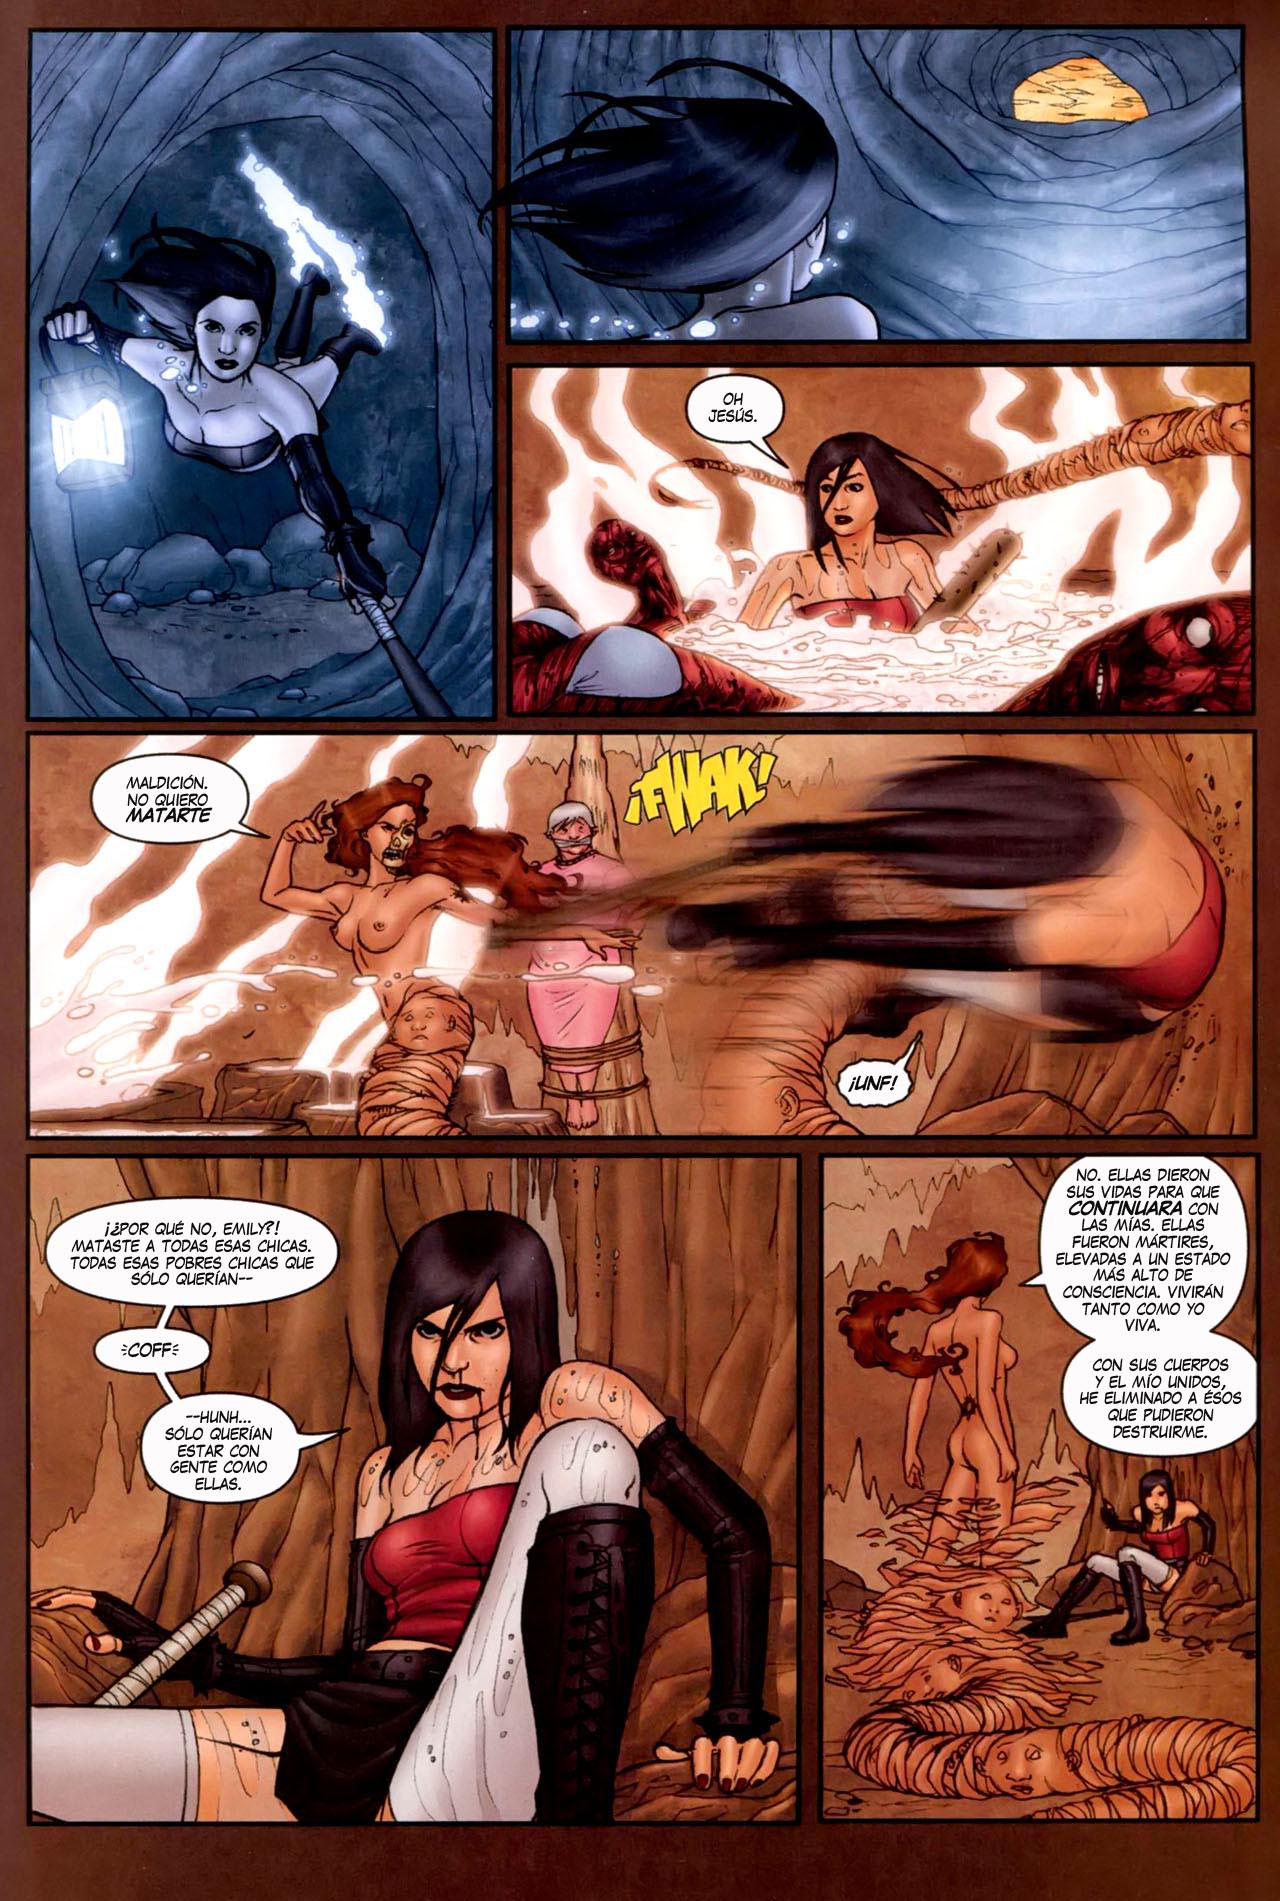 OH
JESÚS.
MALDICIÓN.
NO QUIERO
MATARTE
¡TWAK!
¡UNF!
¡¿POR QUÉ NO, EMILY?!
MATASTE A TODAS ESAS CHICAS.
TODAS ESAS POBRES CHICAS QUE
SÓLO QUERÍAN--
COFF
--HUNH...
SÓLO QUERÍAN
ESTAR CON
GENTE COMO
ELLAS.
NO. ELLAS DIERON
SUS VIDAS PARA QUE
CONTINUARA CON
LAS MÍAS. ELLAS
FUERON MÁRTIRES,
ELEVADAS A UN ESTADO
MÁS ALTO DE
CONSCIENCIA. VIVIRÁN
TANTO COMO YO
VIVA.
CON SUS CUERPOS
Y EL MÍO UNIDOS,
HE ELIMINADO A ÉSOS
QUE PUDIERON
DESTRUIRME.